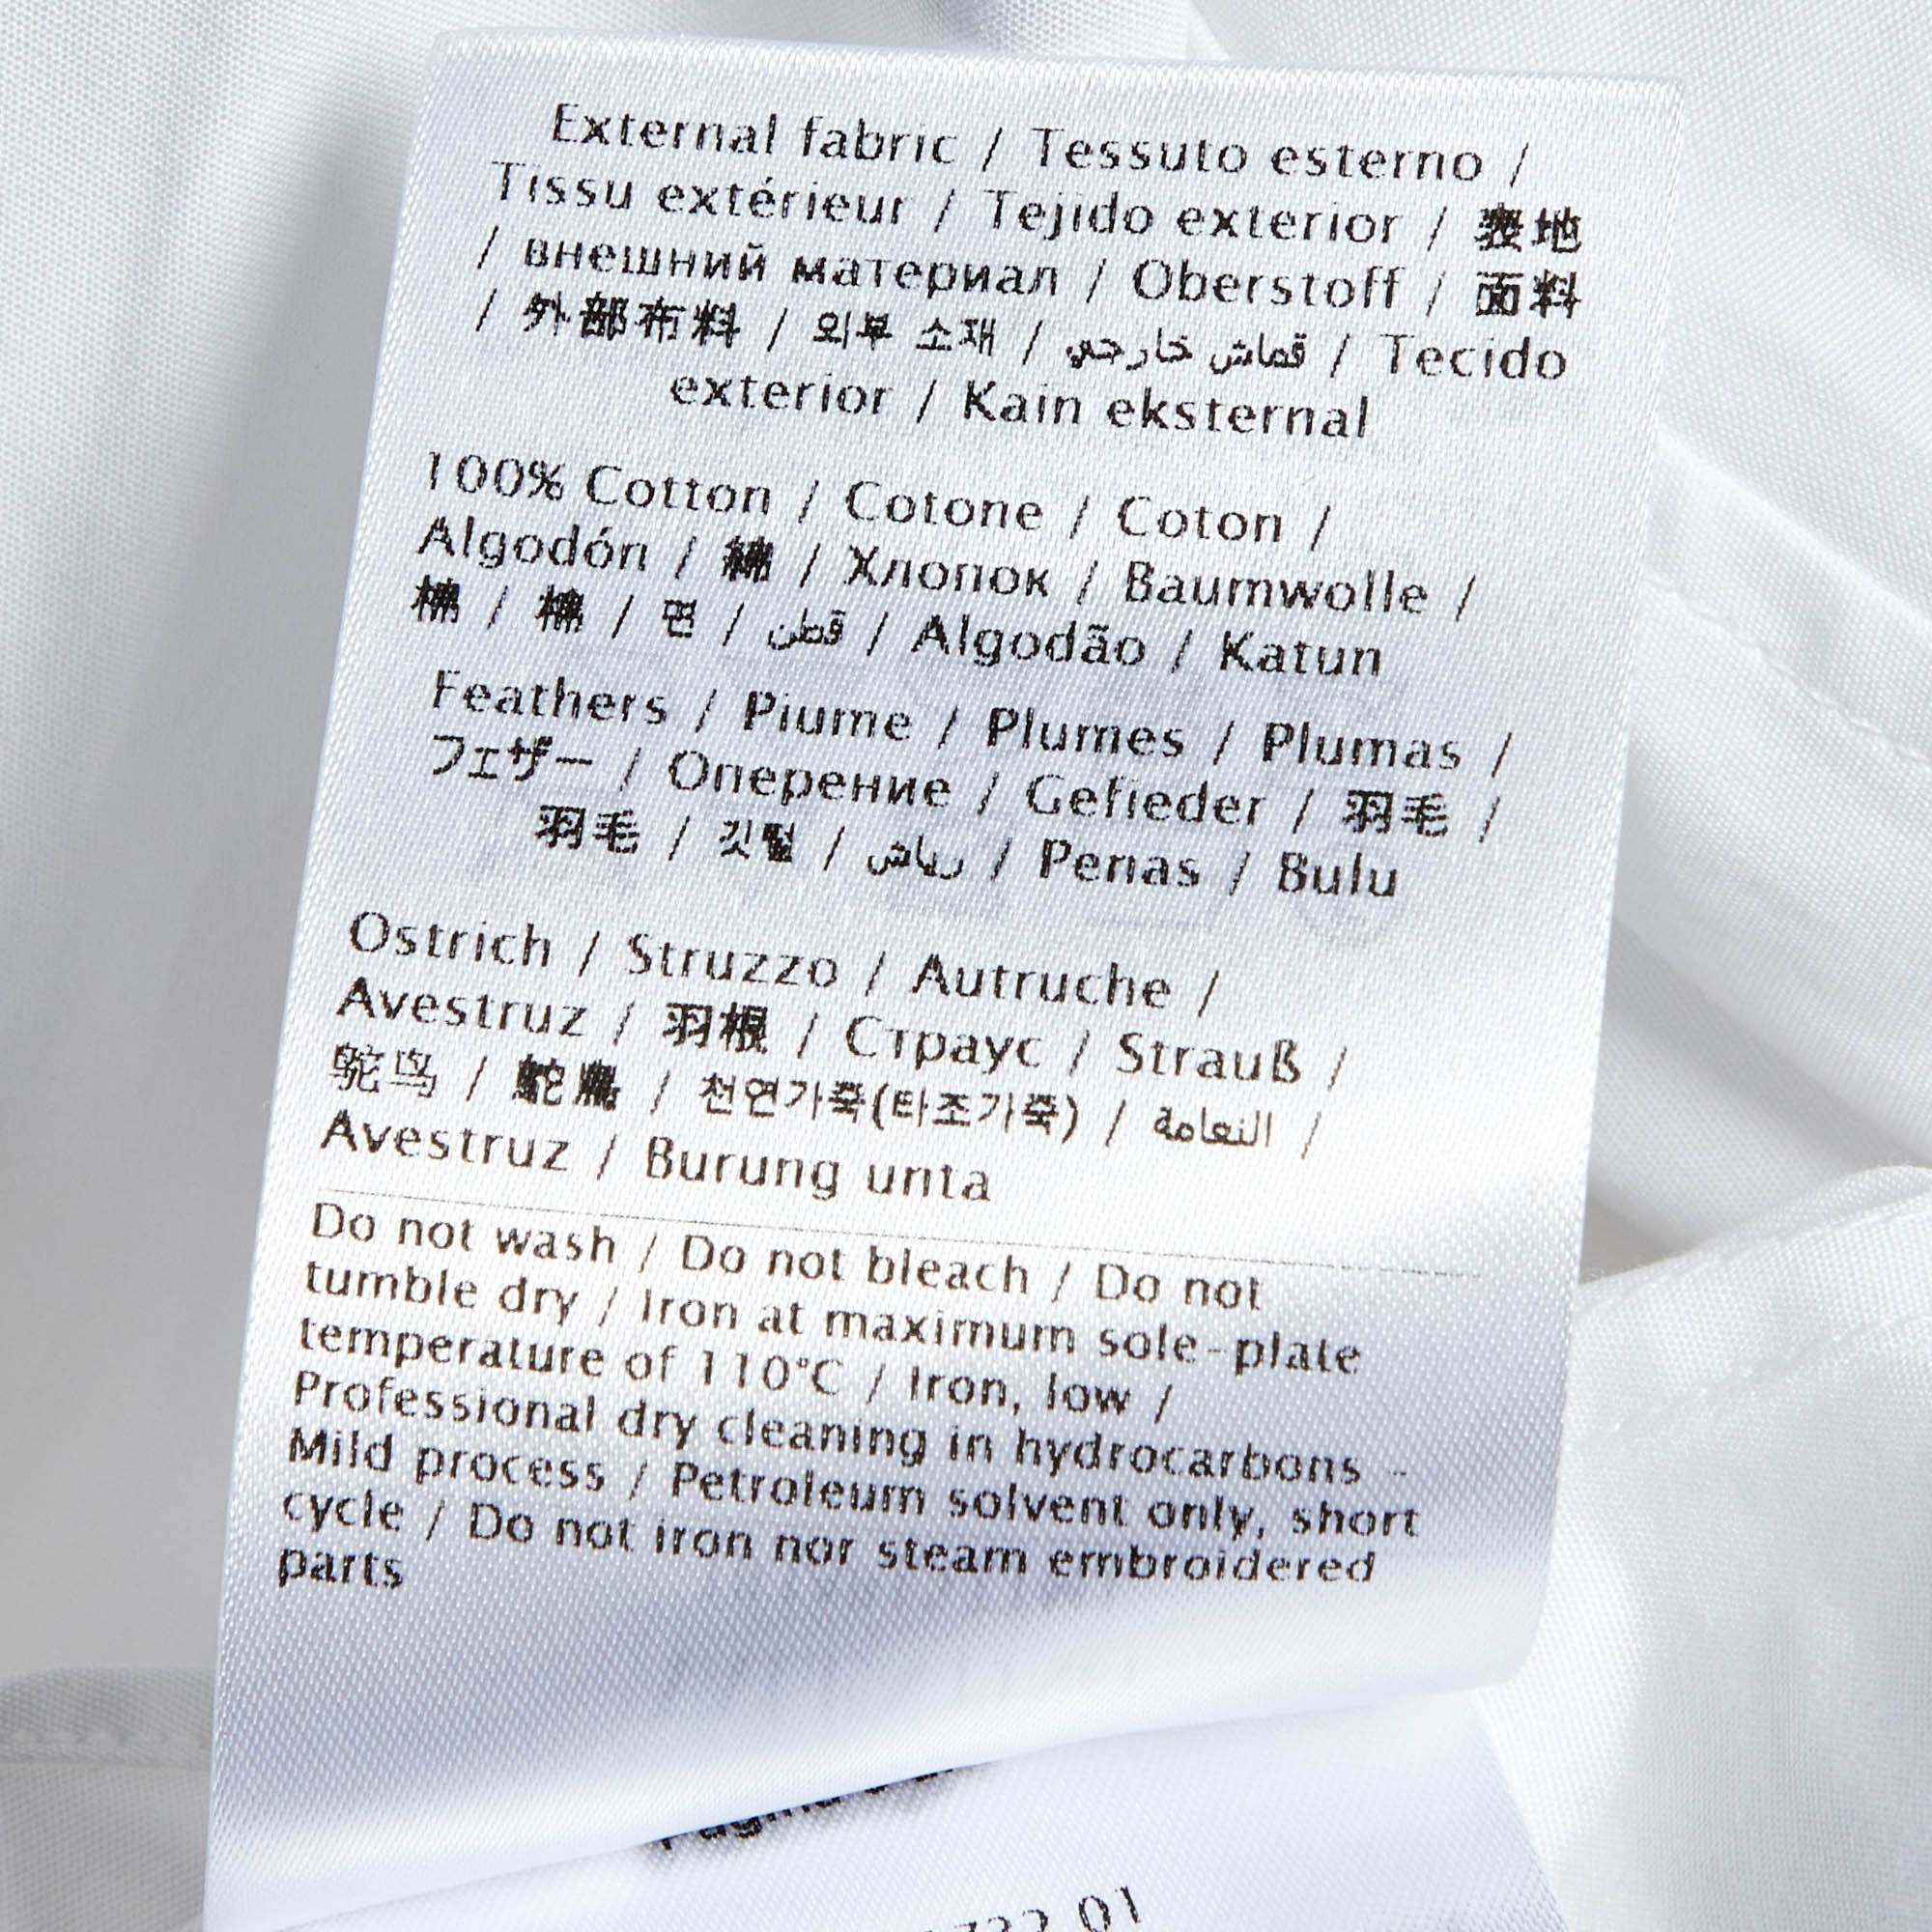 External fabric / Tessuto esterno /
Tissu extérieur / Tejido exterior / 表地
/ внешний материал / Oberstoff / 面料
/ 外部布料 / 외부 소재 / قماش خارجي / Tecido
exterior / Kain eksternal
100% Cotton / Cotone / Coton /
Algodón / 綿 / Хлопок / Baumwolle /
棉 / 棉 / 면 / قطن / Algodão / Katun
Feathers / Piume / Plumes / Plumas /
フェザー / Оперение / Gefieder / 羽毛 /
羽毛 / 깃털 / رياش / Penas / Bulu
Ostrich / Struzzo / Autruche /
Avestruz / 羽根 / Страус / Strauß /
鸵鸟 / 鴕鳥 / 천연가죽(타조가죽) / النعامة /
Avestruz / Burung unta
Do not wash / Do not bleach / Do not
tumble dry / Iron at maximum sole-plate
temperature of 110°C / Iron, low /
Professional dry cleaning in hydrocarbons -
Mild process / Petroleum solvent only, short
cycle / Do not iron nor steam embroidered
parts
01